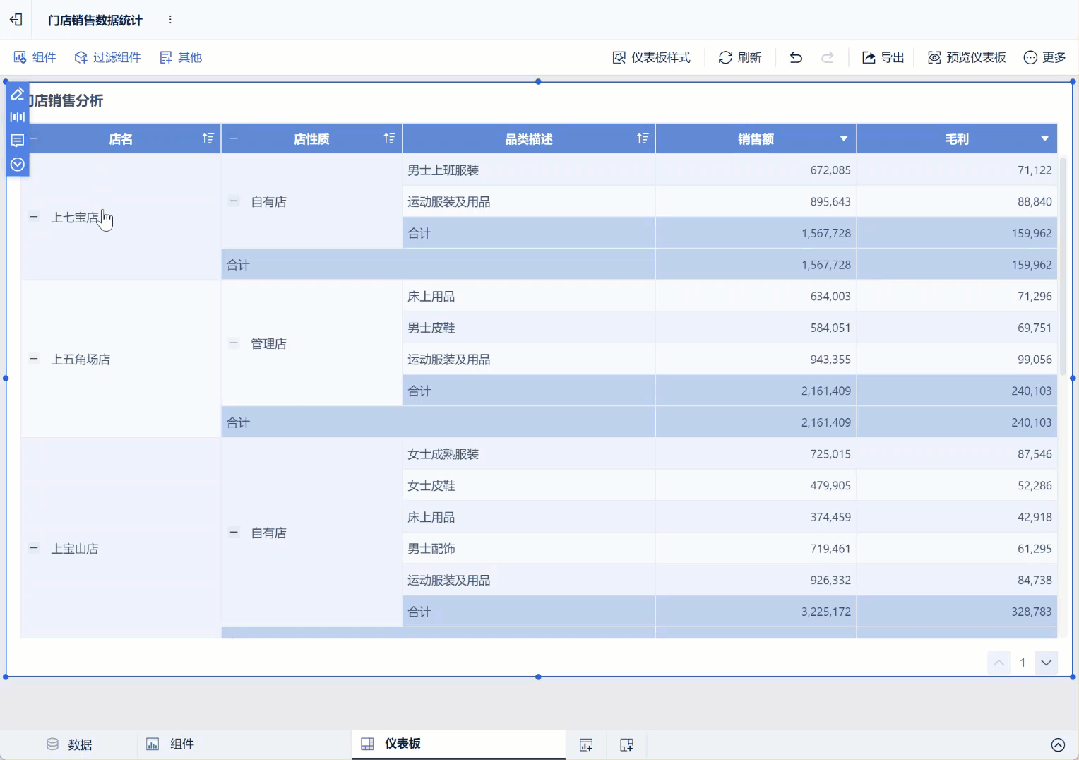 门店销售数据统计
组件 过滤组件 其他 仪表板样式 刷新 导出 预览仪表板 更多
门店销售分析
店名 店性质 品类描述 销售额 毛利
男士上班服装 672,085 71,122
上七宝店 自有店 运动服装及用品 895,643 88,840
合计 1,567,728 159,962
合计 1,567,728 159,962
床上用品 634,003 71,296
男士皮鞋 584,051 69,751
上五角场店 管理店 运动服装及用品 943,355 99,056
合计 2,161,409 240,103
合计 2,161,409 240,103
女士成熟服装 725,015 87,546
女士皮鞋 479,905 52,286
床上用品 374,459 42,918
上宝山店 自有店 男士配饰 719,461 61,295
运动服装及用品 926,332 84,738
合计 3,225,172 328,783
1
数据 组件 仪表板